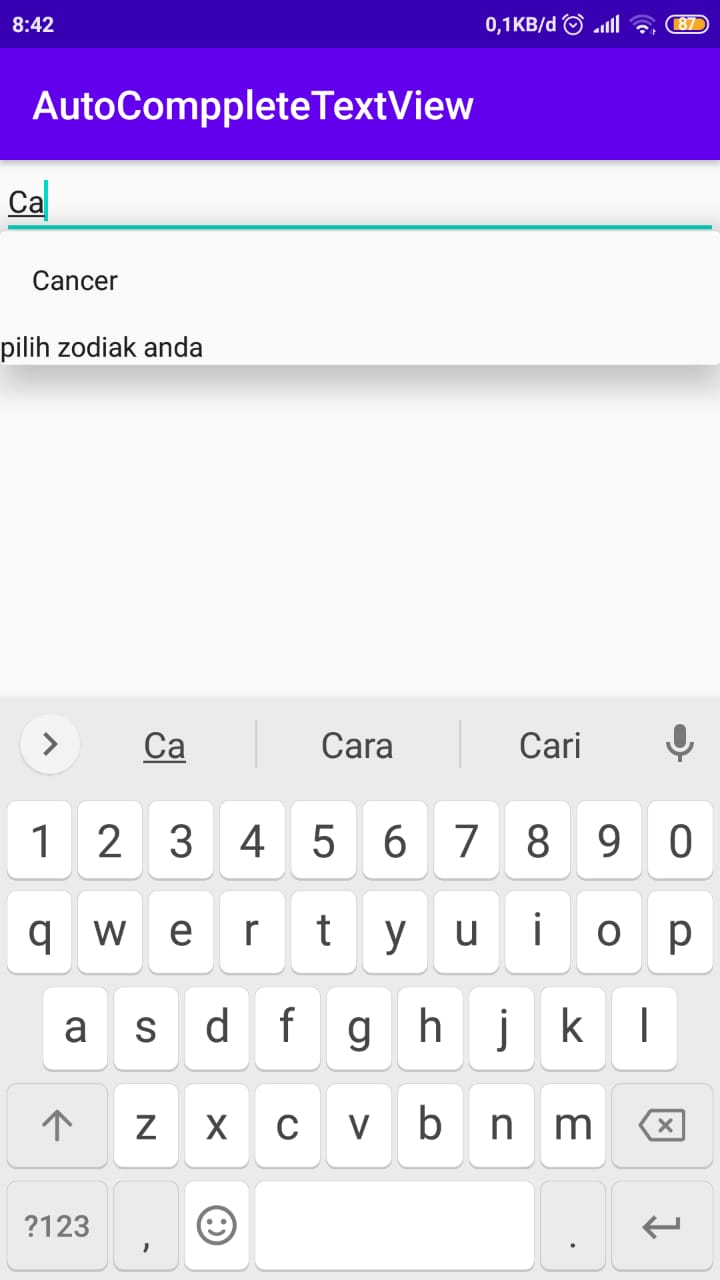 8:42 0,1KB/d 87
AutoComppleteTextView
Ca
Cancer
pilih zodiak anda
Ca Cara Cari
1 2 3 4 5 6 7 8 9 0
q w e r t y u i o p
a s d f g h j k l
z x c v b n m
?123 , .